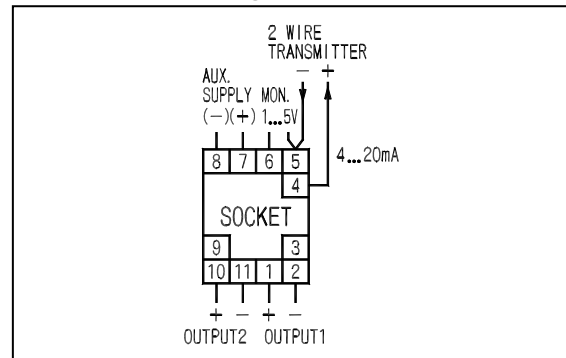 2 WIRE
TRANSMITTER
− +
AUX.
SUPPLY MON.
(−)(+) 1...5V
8 7 6 5
4 4...20mA
SOCKET
9 3
10 11 1 2
+ − + −
OUTPUT2 OUTPUT1